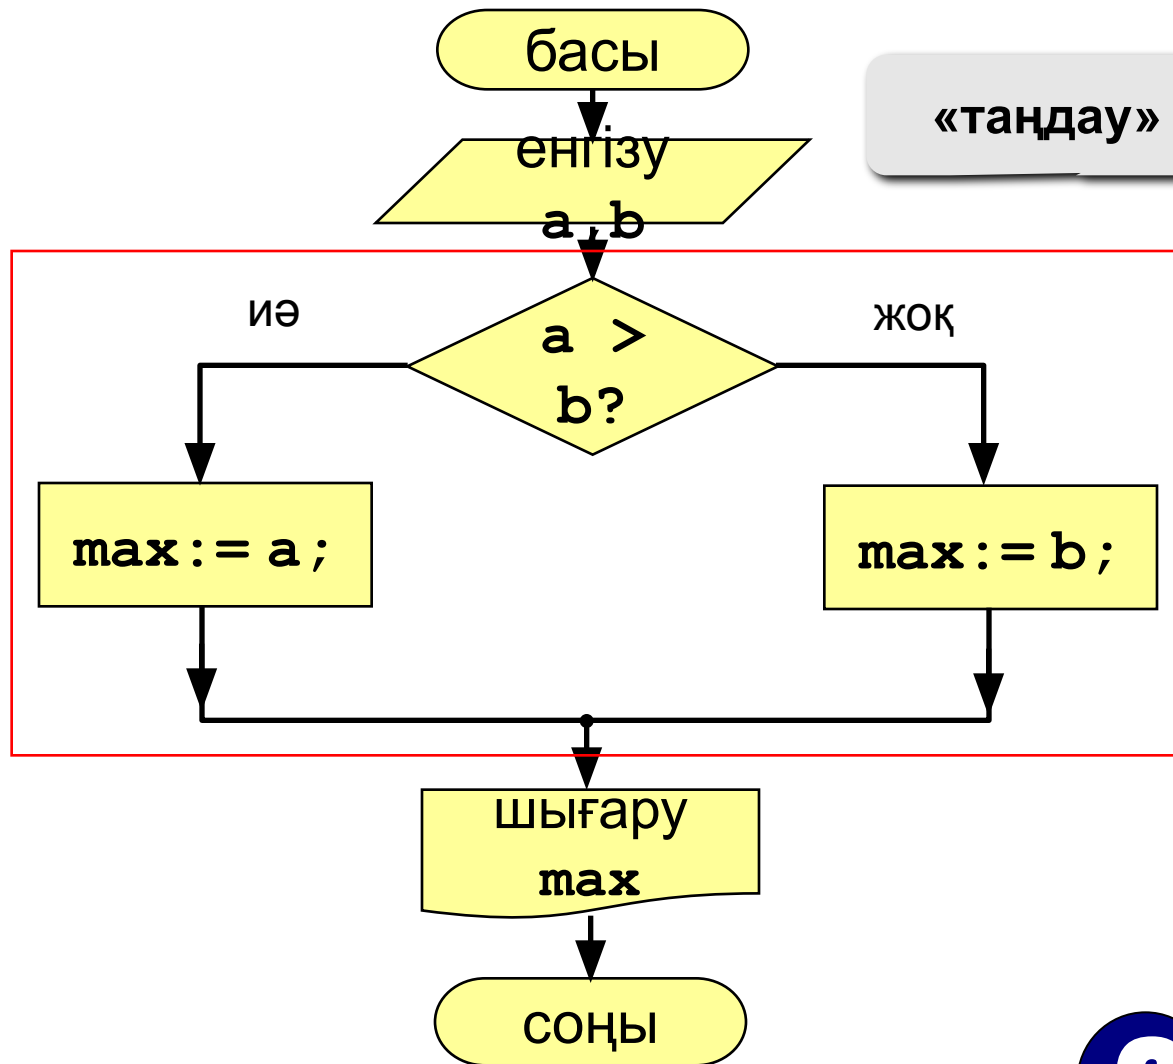 басы
«таңдау»
енгізу
a,b
иә
a >
b?
жоқ
max:= a;
max:= b;
шығару
max
соңы